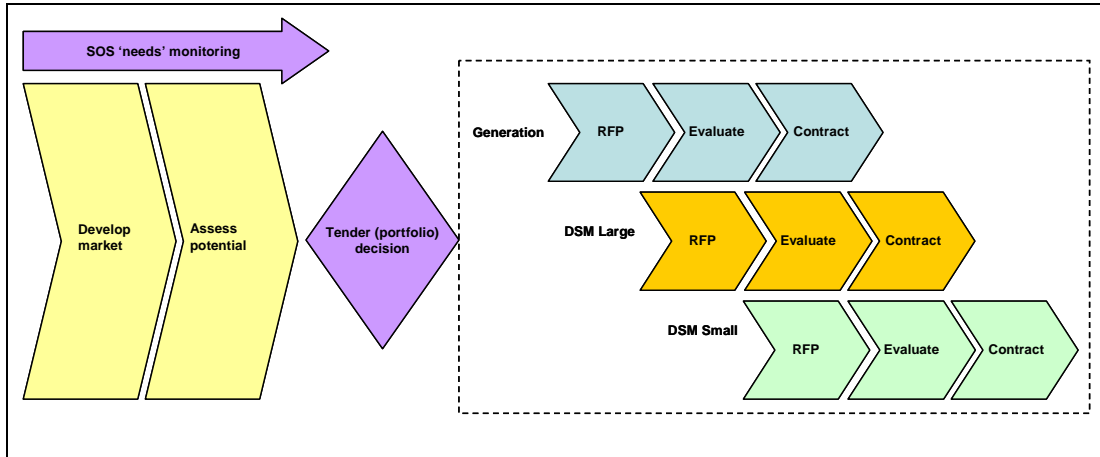 SOS ‘needs’ monitoring
Develop
market
Assess
potential
Tender (portfolio)
decision
Generation
RFP
Evaluate
Contract
DSM Large
RFP
Evaluate
Contract
DSM Small
RFP
Evaluate
Contract